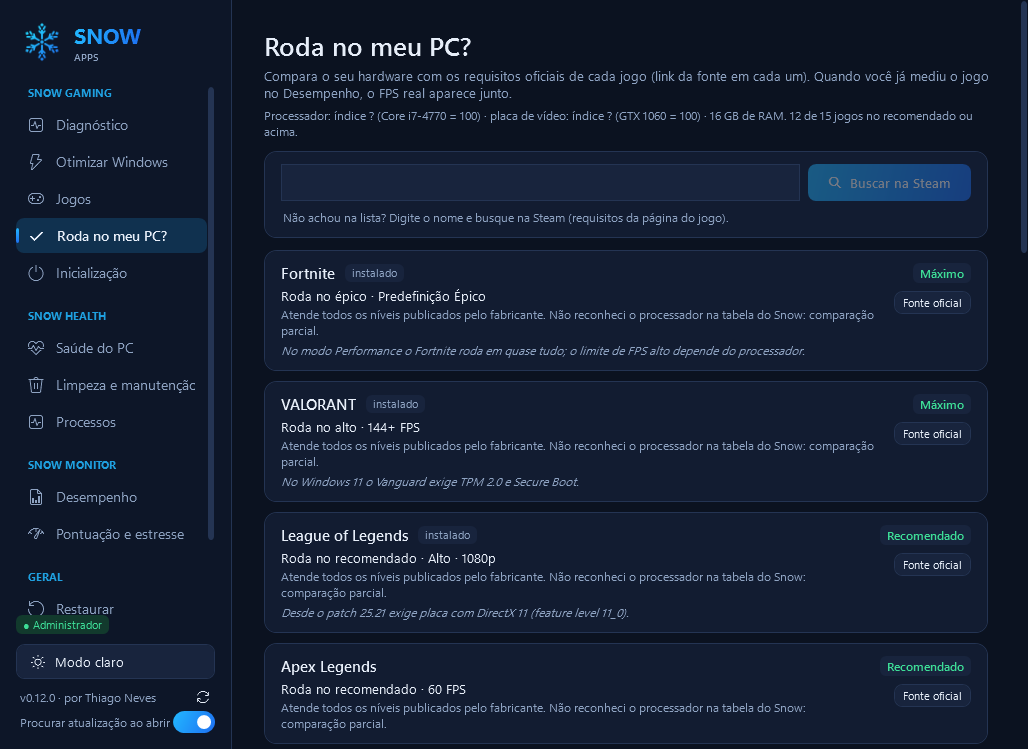 SNOW
APPS
SNOW GAMING
Diagnóstico
Otimizar Windows
Jogos
Roda no meu PC?
Inicialização
SNOW HEALTH
Saúde do PC
Limpeza e manutençãc
Processos
SNOW MONITOR
Desempenho
Pontuação e estresse
GERAL
Restaurar
Administrador
Modo claro
v0.12.0 · por Thiago Neves
Procurar atualização ao abrir
Roda no meu PC?
Compara o seu hardware com os requisitos oficiais de cada jogo (link da fonte em cada um). Quando você já mediu o jogo
no Desempenho, o FPS real aparece junto.
Processador: índice ? (Core i7-4770 = 100) · placa de vídeo: índice ? (GTX 1060 = 100) · 16 GB de RAM. 12 de 15 jogos no recomendado ou
acima.
Buscar na Steam
Não achou na lista? Digite o nome e busque na Steam (requisitos da página do jogo).
Fortnite instalado Máximo
Roda no épico · Predefinição Épico
Fonte oficial
Atende todos os níveis publicados pelo fabricante. Não reconheci o processador na tabela do Snow: comparação
parcial.
No modo Performance o Fortnite roda em quase tudo; o limite de FPS alto depende do processador.
VALORANT instalado Máximo
Roda no alto · 144+ FPS
Fonte oficial
Atende todos os níveis publicados pelo fabricante. Não reconheci o processador na tabela do Snow: comparação
parcial.
No Windows 11 o Vanguard exige TPM 2.0 e Secure Boot.
League of Legends instalado Recomendado
Roda no recomendado · Alto · 1080p
Fonte oficial
Atende todos os níveis publicados pelo fabricante. Não reconheci o processador na tabela do Snow:
comparação parcial.
Desde o patch 25.21 exige placa com DirectX 11 (feature level 11_0).
Apex Legends Recomendado
Roda no recomendado · 60 FPS
Fonte oficial
Atende todos os níveis publicados pelo fabricante. Não reconheci o processador na tabela do Snow:
comparação parcial.